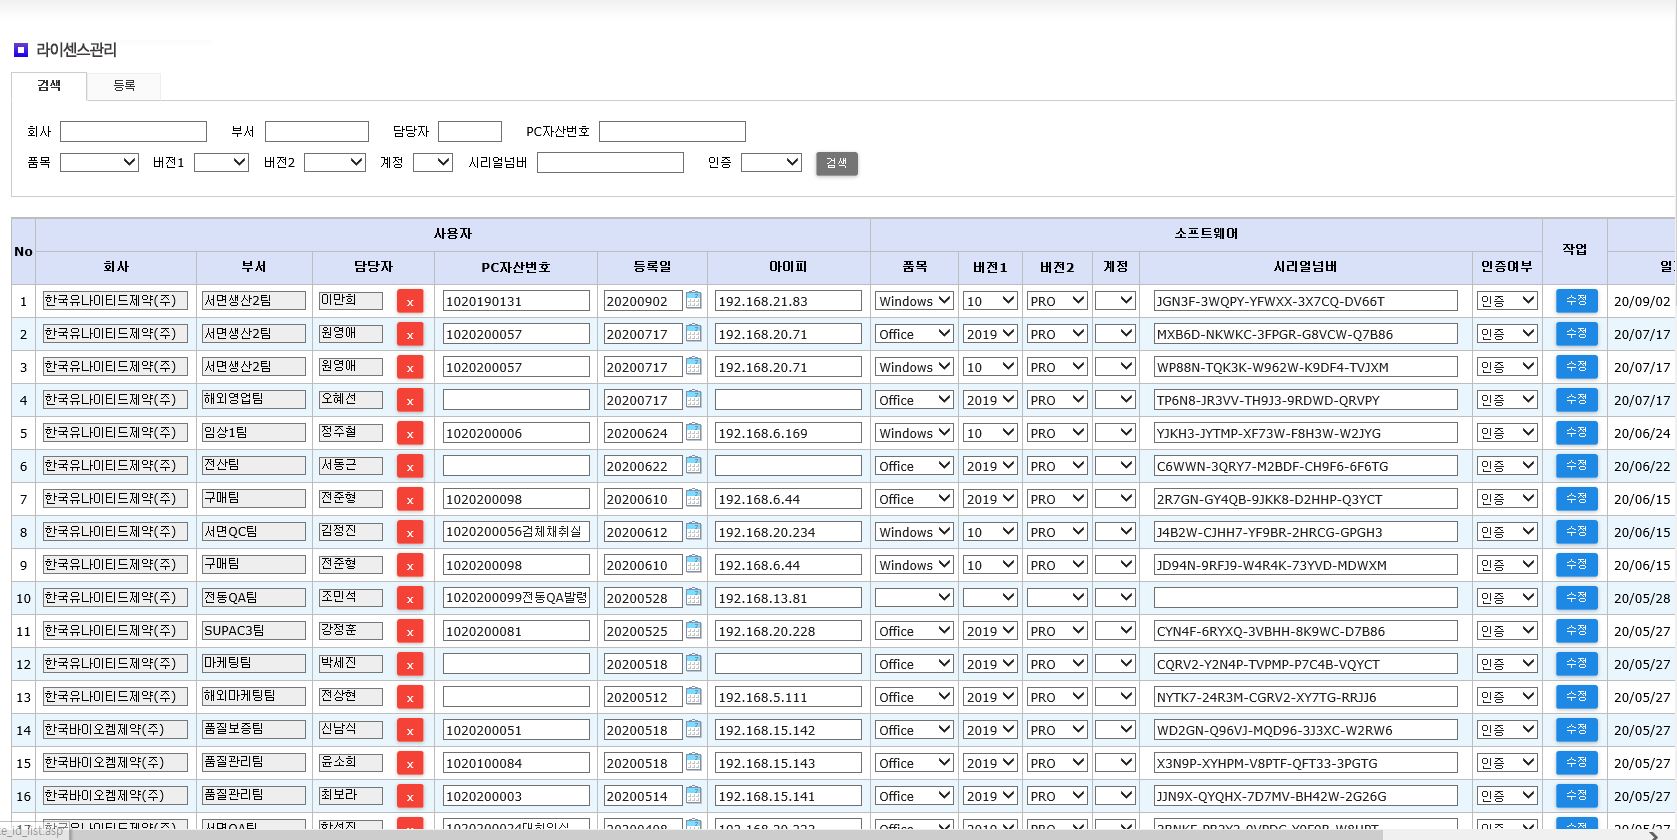 라이센스관리
검색 등록
회사 부서 담당자 PC자산번호
품목 버전1 버전2 계정 시리얼넘버 인증 검색
No 사용자 소프트웨어 작업
회사 부서 담당자 PC자산번호 등록일 아이피 품목 버전1 버전2 계정 시리얼넘버 인증여부
1 한국유나이티드제약(주) 서면생산2팀 이만희 x 1020190131 20200902 192.168.21.83 Windows 10 PRO JGN3F-3WQPY-YFWXX-3X7CQ-DV66T 인증 수정 20/09/02
2 한국유나이티드제약(주) 서면생산2팀 원영애 x 1020200057 20200717 192.168.20.71 Office 2019 PRO MXB6D-NKWKC-3FPGR-G8VCW-Q7B86 인증 수정 20/07/17
3 한국유나이티드제약(주) 서면생산2팀 원영애 x 1020200057 20200717 192.168.20.71 Windows 10 PRO WP88N-TQK3K-W962W-K9DF4-TVJXM 인증 수정 20/07/17
4 한국유나이티드제약(주) 해외영업팀 오혜선 x 20200717 Office 2019 PRO TP6N8-JR3VV-TH9J3-9RDWD-QRVPY 인증 수정 20/07/17
5 한국유나이티드제약(주) 임상1팀 정주철 x 1020200006 20200624 192.168.6.169 Windows 10 PRO YJKH3-JYTMP-XF73W-F8H3W-W2JYG 인증 수정 20/06/24
6 한국유나이티드제약(주) 전산팀 서동근 x 20200622 Office 2019 PRO C6WWN-3QRY7-M2BDF-CH9F6-6F6TG 인증 수정 20/06/22
7 한국유나이티드제약(주) 구매팀 전준형 x 1020200098 20200610 192.168.6.44 Office 2019 PRO 2R7GN-GY4QB-9JKK8-D2HHP-Q3YCT 인증 수정 20/06/15
8 한국유나이티드제약(주) 서면QC팀 김정진 x 1020200056검체채취실 20200612 192.168.20.234 Windows 10 PRO J4B2W-CJHH7-YF9BR-2HRCG-GPGH3 인증 수정 20/06/15
9 한국유나이티드제약(주) 구매팀 전준형 x 1020200098 20200610 192.168.6.44 Windows 10 PRO JD94N-9RFJ9-W4R4K-73YVD-MDWXM 인증 수정 20/06/15
10 한국유나이티드제약(주) 전동QA팀 조민석 x 1020200099전동QA발령 20200528 192.168.13.81 인증 수정 20/05/28
11 한국유나이티드제약(주) SUPAC3팀 강정훈 x 1020200081 20200525 192.168.20.228 Office 2019 PRO CYN4F-6RYXQ-3VBHH-8K9WC-D7B86 인증 수정 20/05/27
12 한국유나이티드제약(주) 마케팅팀 박세진 x 20200518 Office 2019 PRO CQRV2-Y2N4P-TVPMP-P7C4B-VQYCT 인증 수정 20/05/27
13 한국유나이티드제약(주) 해외마케팅팀 전상현 x 20200512 192.168.5.111 Office 2019 PRO NYTK7-24R3M-CGRV2-XY7TG-RRJJ6 인증 수정 20/05/27
14 한국바이오켐제약(주) 품질보증팀 신남식 x 1020200051 20200518 192.168.15.142 Office 2019 PRO WD2GN-Q96VJ-MQD96-3J3XC-W2RW6 인증 수정 20/05/27
15 한국바이오켐제약(주) 품질관리팀 윤소희 x 1020100084 20200518 192.168.15.143 Office 2019 PRO X3N9P-XYHPM-V8PTF-QFT33-3PGTG 인증 수정 20/05/27
16 한국바이오켐제약(주) 품질관리팀 최보라 x 1020200003 20200514 192.168.15.141 Office 2019 PRO JJN9X-QYQHX-7D7MV-BH42W-2G26G 인증 수정 20/05/27